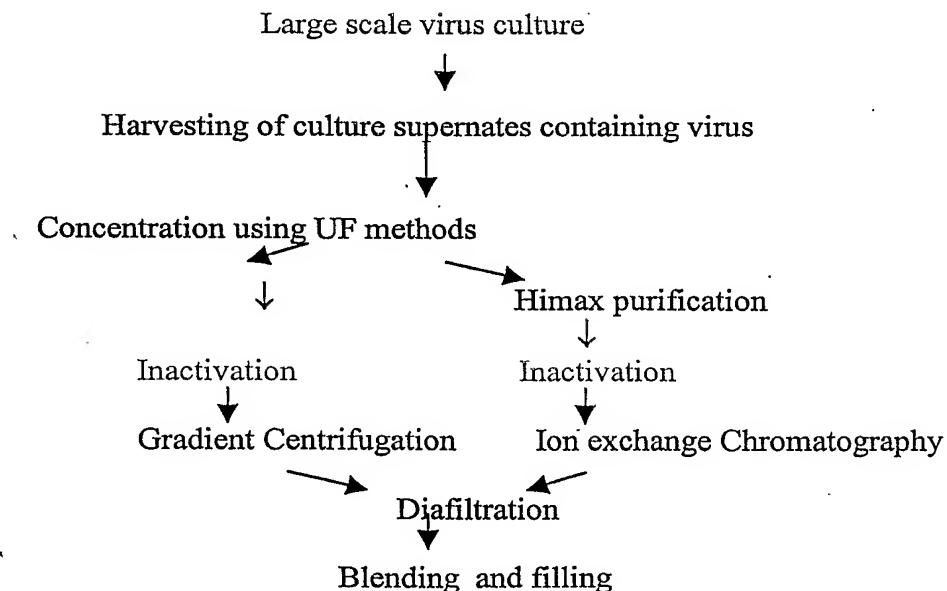 Large scale virus culture
Harvesting of culture supernates containing virus
Concentration using UF methods
Himax purification
Inactivation Inactivation
Gradient Centrifugation Ion exchange Chromatography
Diafiltration
Blending and filling